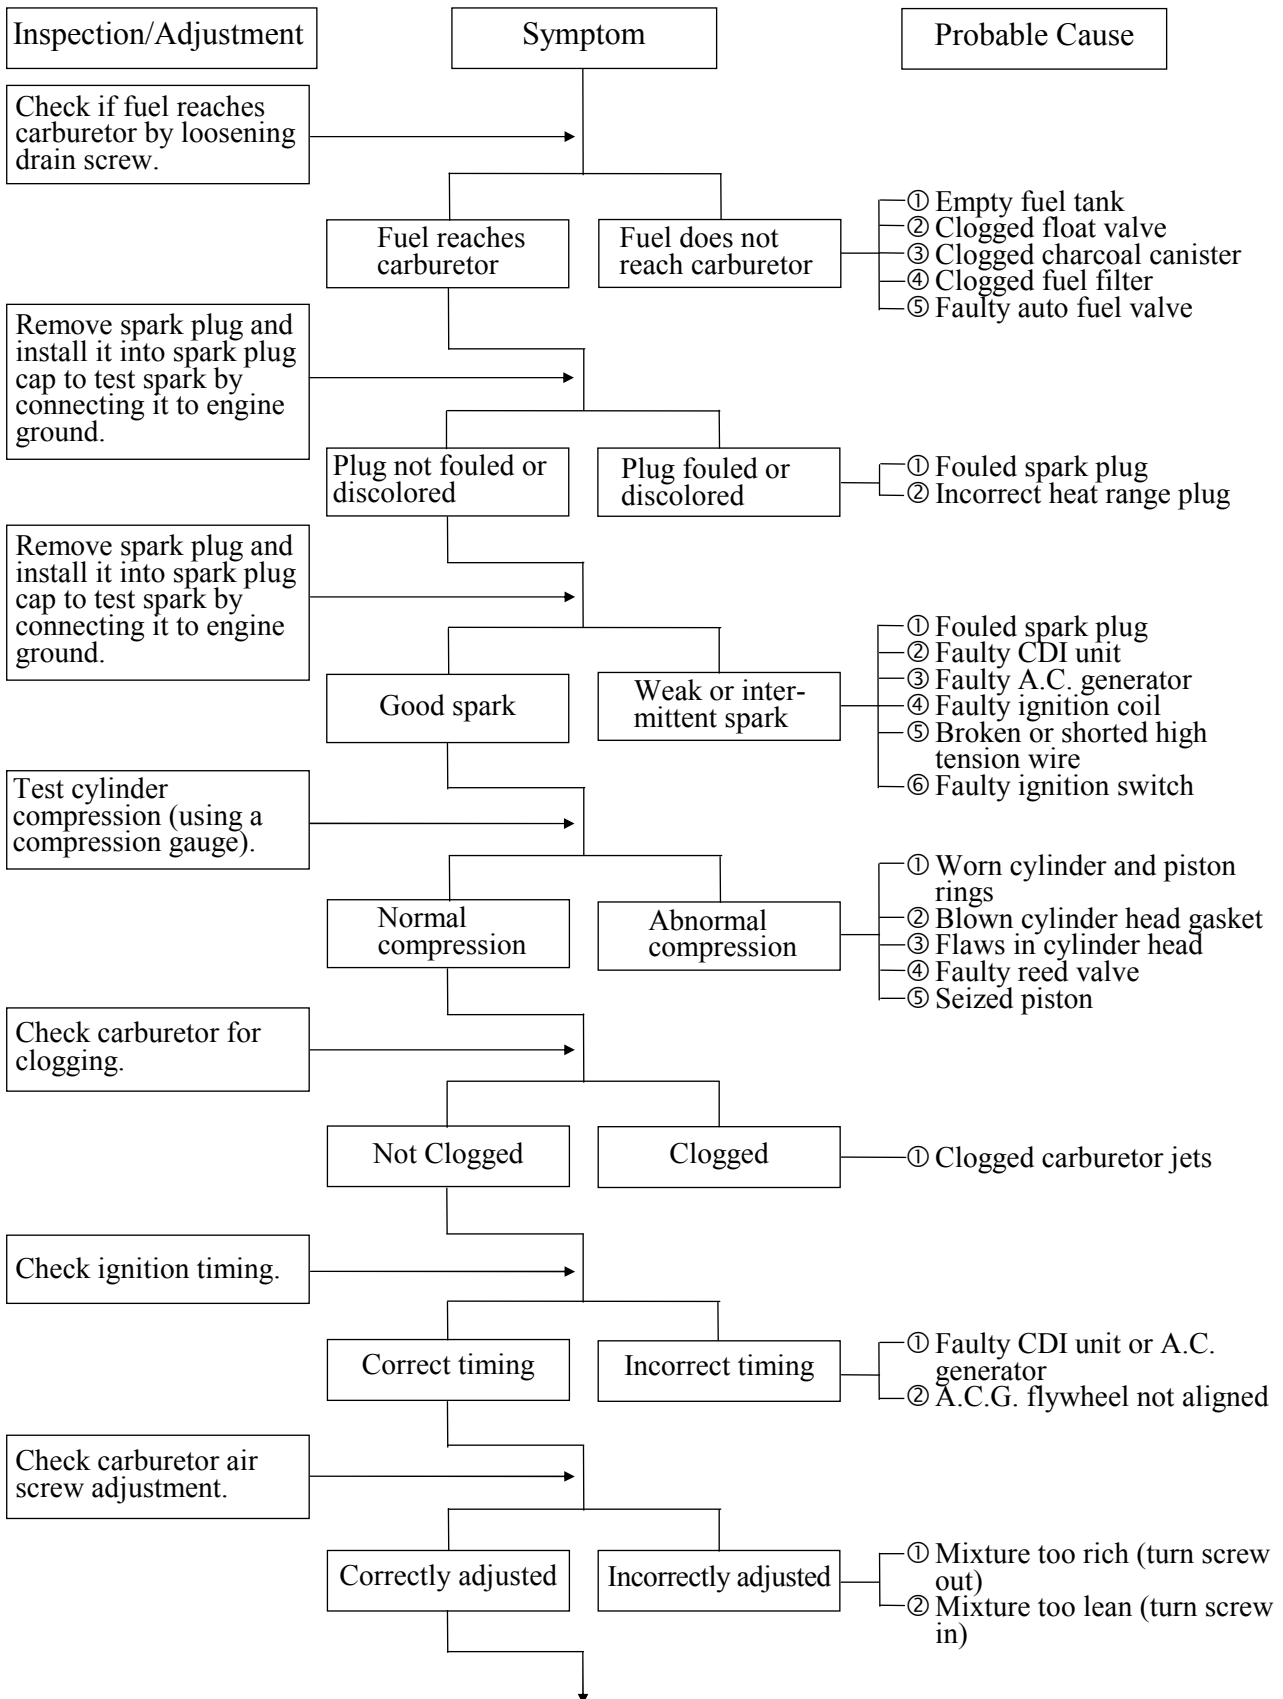 Inspection/Adjustment
Symptom
Probable Cause
Check if fuel reaches
carburetor by loosening
drain screw.
Fuel reaches
carburetor
Fuel does not
reach carburetor
① Empty fuel tank
② Clogged float valve
③ Clogged charcoal canister
④ Clogged fuel filter
⑤ Faulty auto fuel valve
Remove spark plug and
install it into spark plug
cap to test spark by
connecting it to engine
ground.
Plug not fouled or
discolored
Plug fouled or
discolored
① Fouled spark plug
② Incorrect heat range plug
Remove spark plug and
install it into spark plug
cap to test spark by
connecting it to engine
ground.
Good spark
Weak or inter-
mittent spark
① Fouled spark plug
② Faulty CDI unit
③ Faulty A.C. generator
④ Faulty ignition coil
⑤ Broken or shorted high
tension wire
⑥ Faulty ignition switch
Test cylinder
compression (using a
compression gauge).
Normal
compression
Abnormal
compression
① Worn cylinder and piston
rings
② Blown cylinder head gasket
③ Flaws in cylinder head
④ Faulty reed valve
⑤ Seized piston
Check carburetor for
clogging.
Not Clogged
Clogged
① Clogged carburetor jets
Check ignition timing.
Correct timing
Incorrect timing
① Faulty CDI unit or A.C.
generator
② A.C.G. flywheel not aligned
Check carburetor air
screw adjustment.
Correctly adjusted
Incorrectly adjusted
① Mixture too rich (turn screw
out)
② Mixture too lean (turn screw
in)